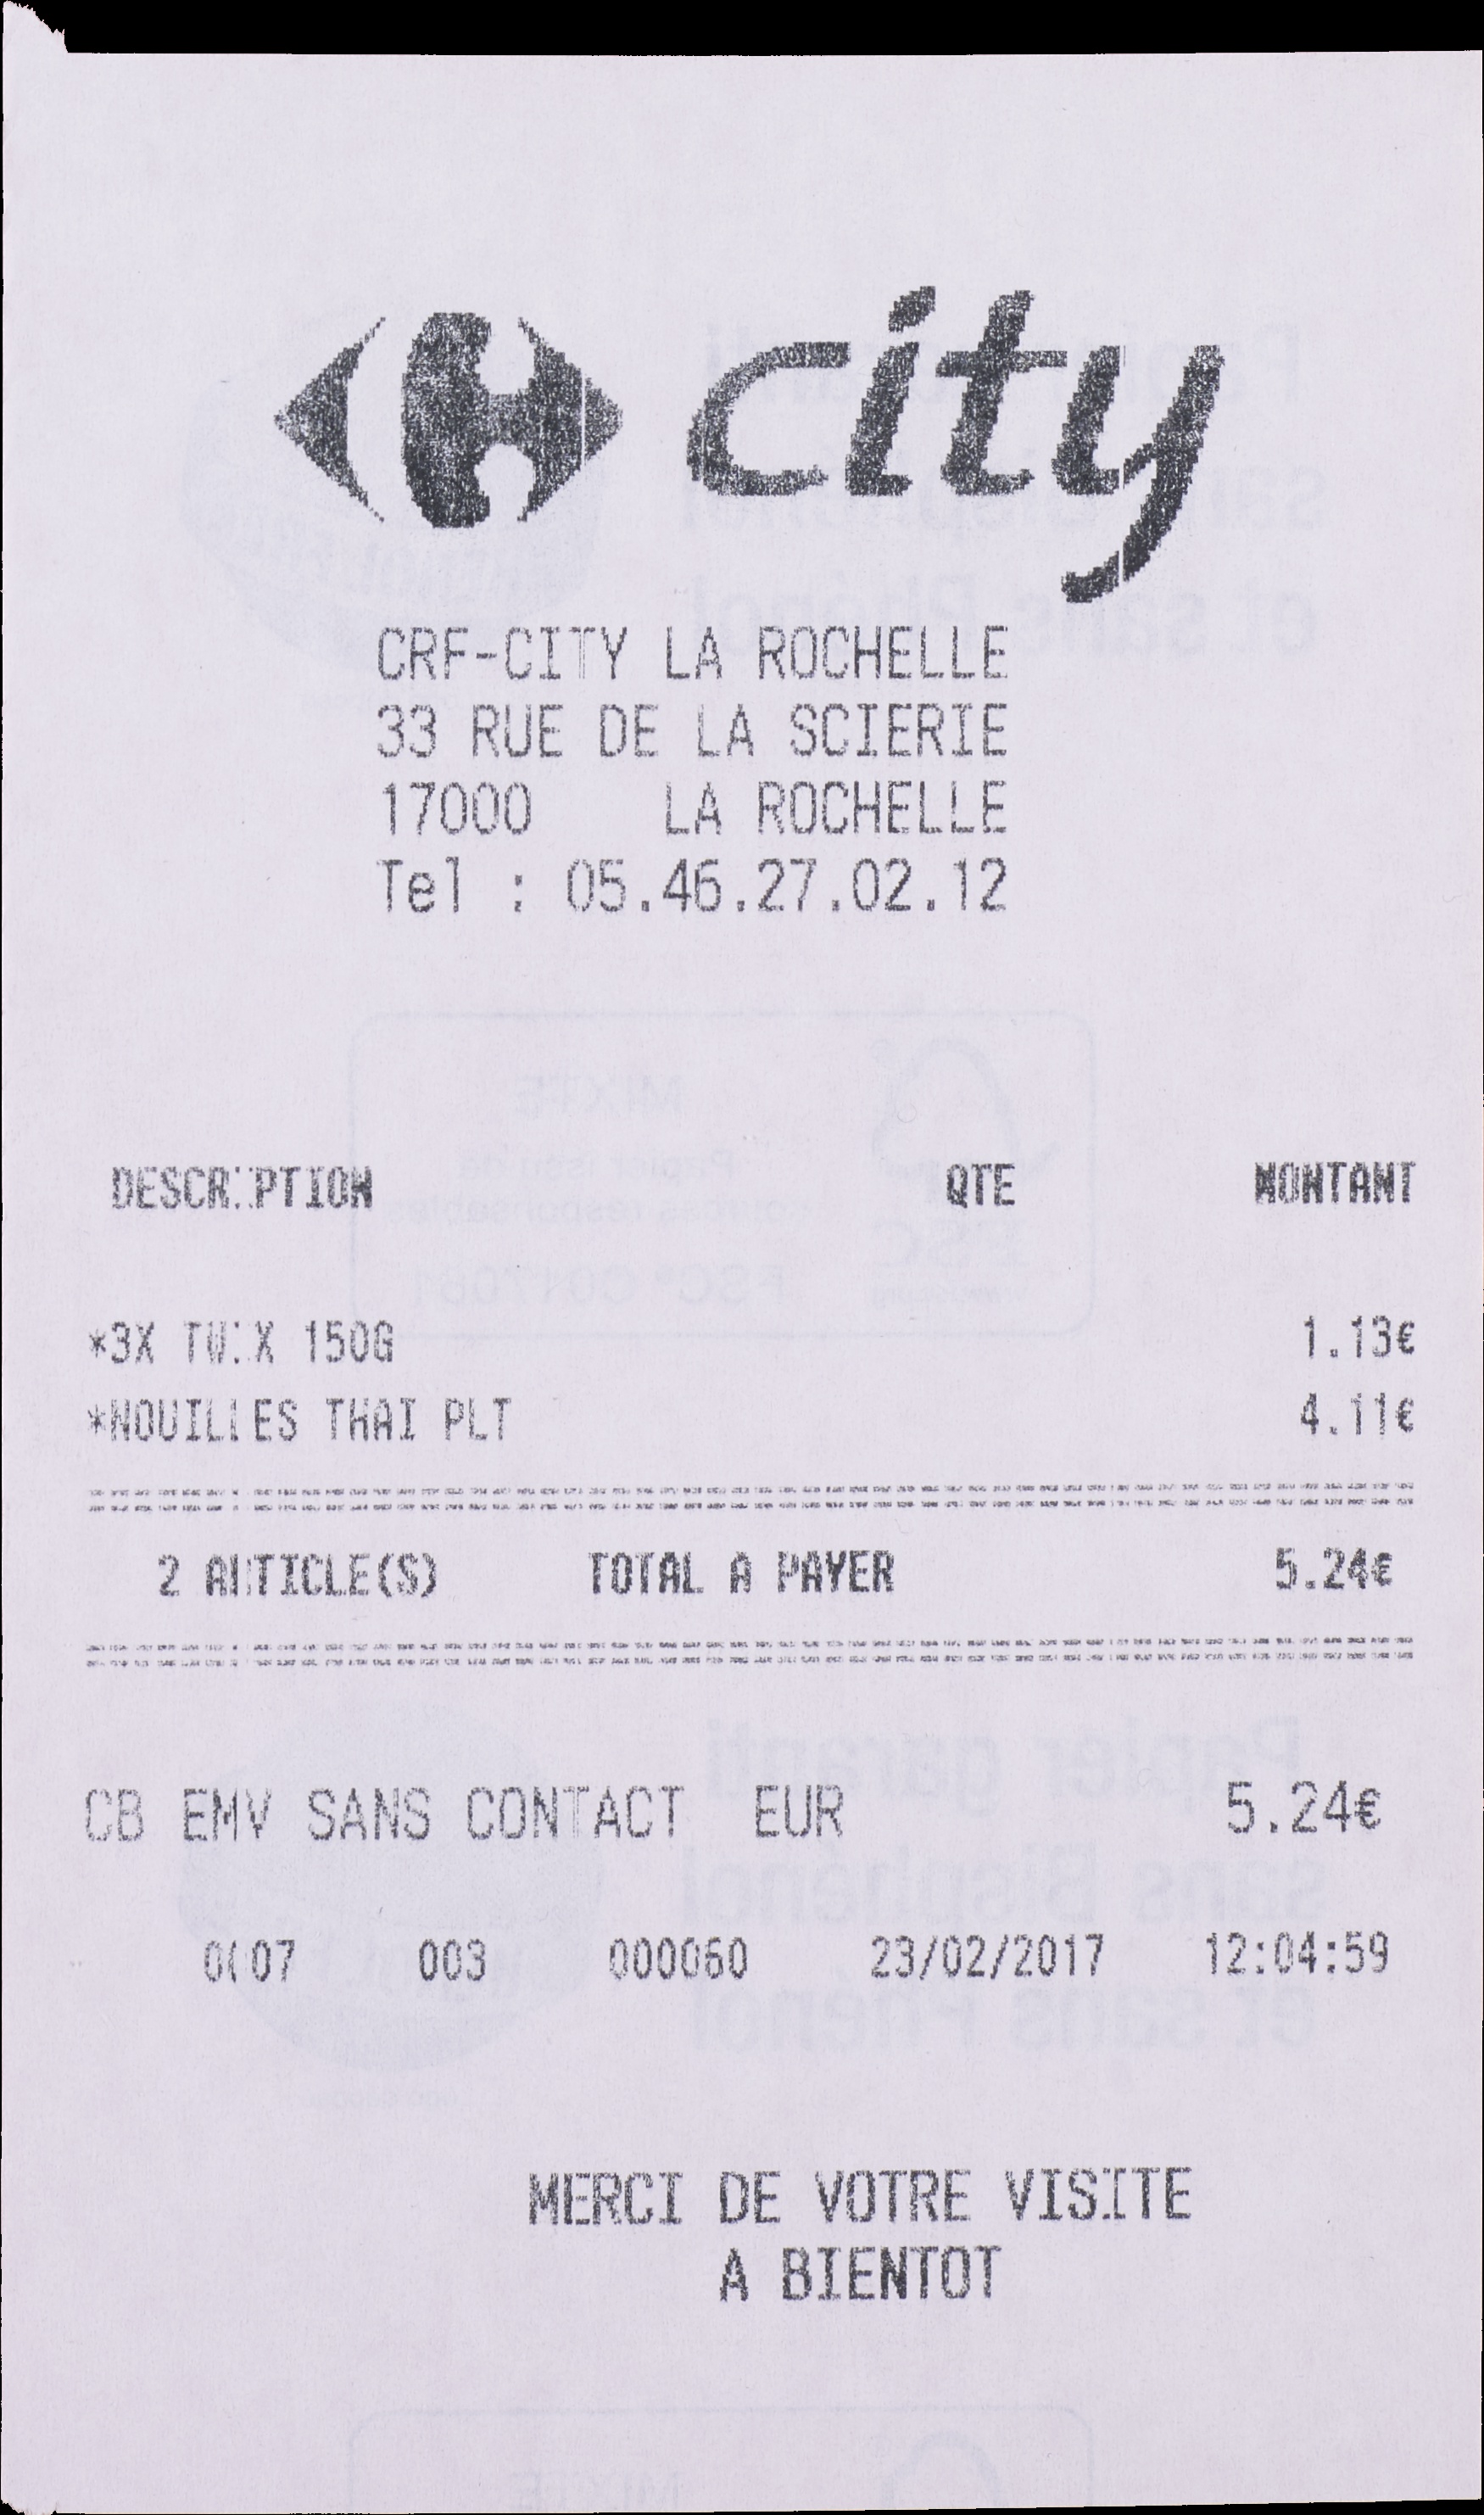 city
CRF-CITY LA ROCHELLE
33 RUE DE LA SCIERIE
17000 LA ROCHELLE
Tel : 05.46.27.02.12
DESCRIPTION QTE MONTANT
*3X TWIX 150G 1.13€
*NOUILLES THAI PLT 4.11€
2 ARTICLE(S) TOTAL A PAYER 5.24€
CB EMV SANS CONTACT EUR 5.24€
0007 003 000060 23/02/2017 12:04:59
MERCI DE VOTRE VISITE
A BIENTOT